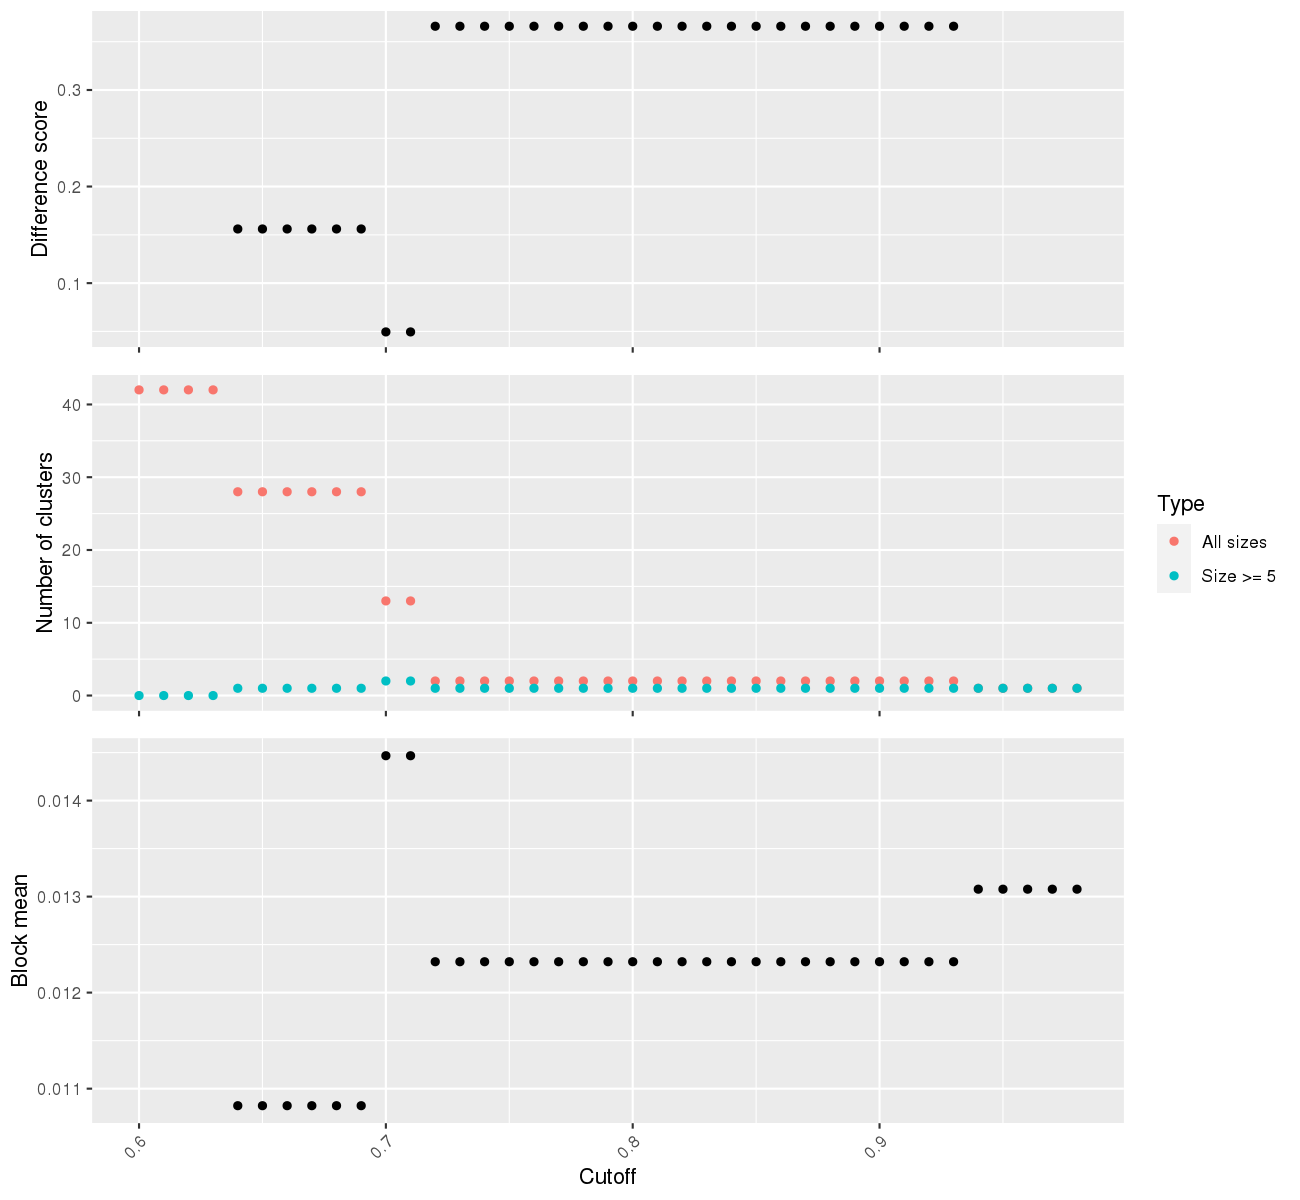 Difference score
0.3
0.2
0.1
Number of clusters
40
30
20
10
0
Type
All sizes
Size >= 5
Block mean
0.014
0.013
0.012
0.011
0.6
0.7
0.8
0.9
Cutoff